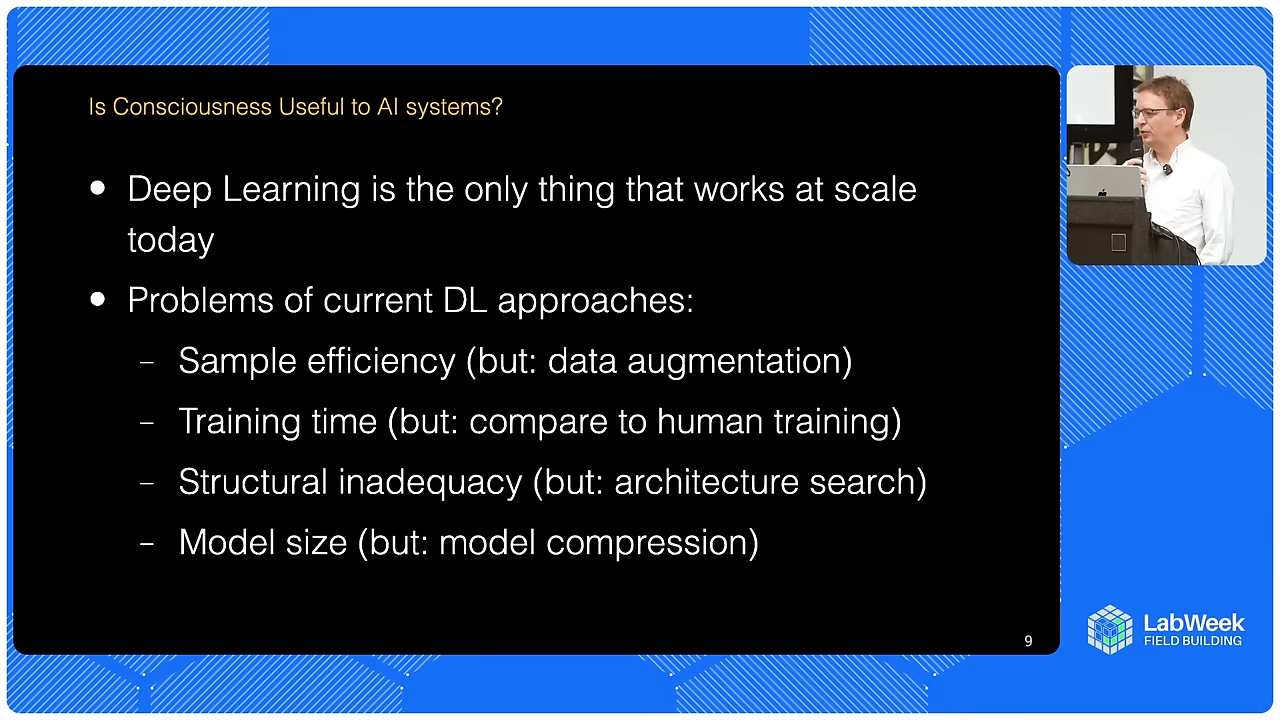 Is Consciousness Useful to AI systems?
• Deep Learning is the only thing that works at scale
today
• Problems of current DL approaches:
– Sample efficiency (but: data augmentation)
– Training time (but: compare to human training)
– Structural inadequacy (but: architecture search)
– Model size (but: model compression)
9
LabWeek
FIELD BUILDING